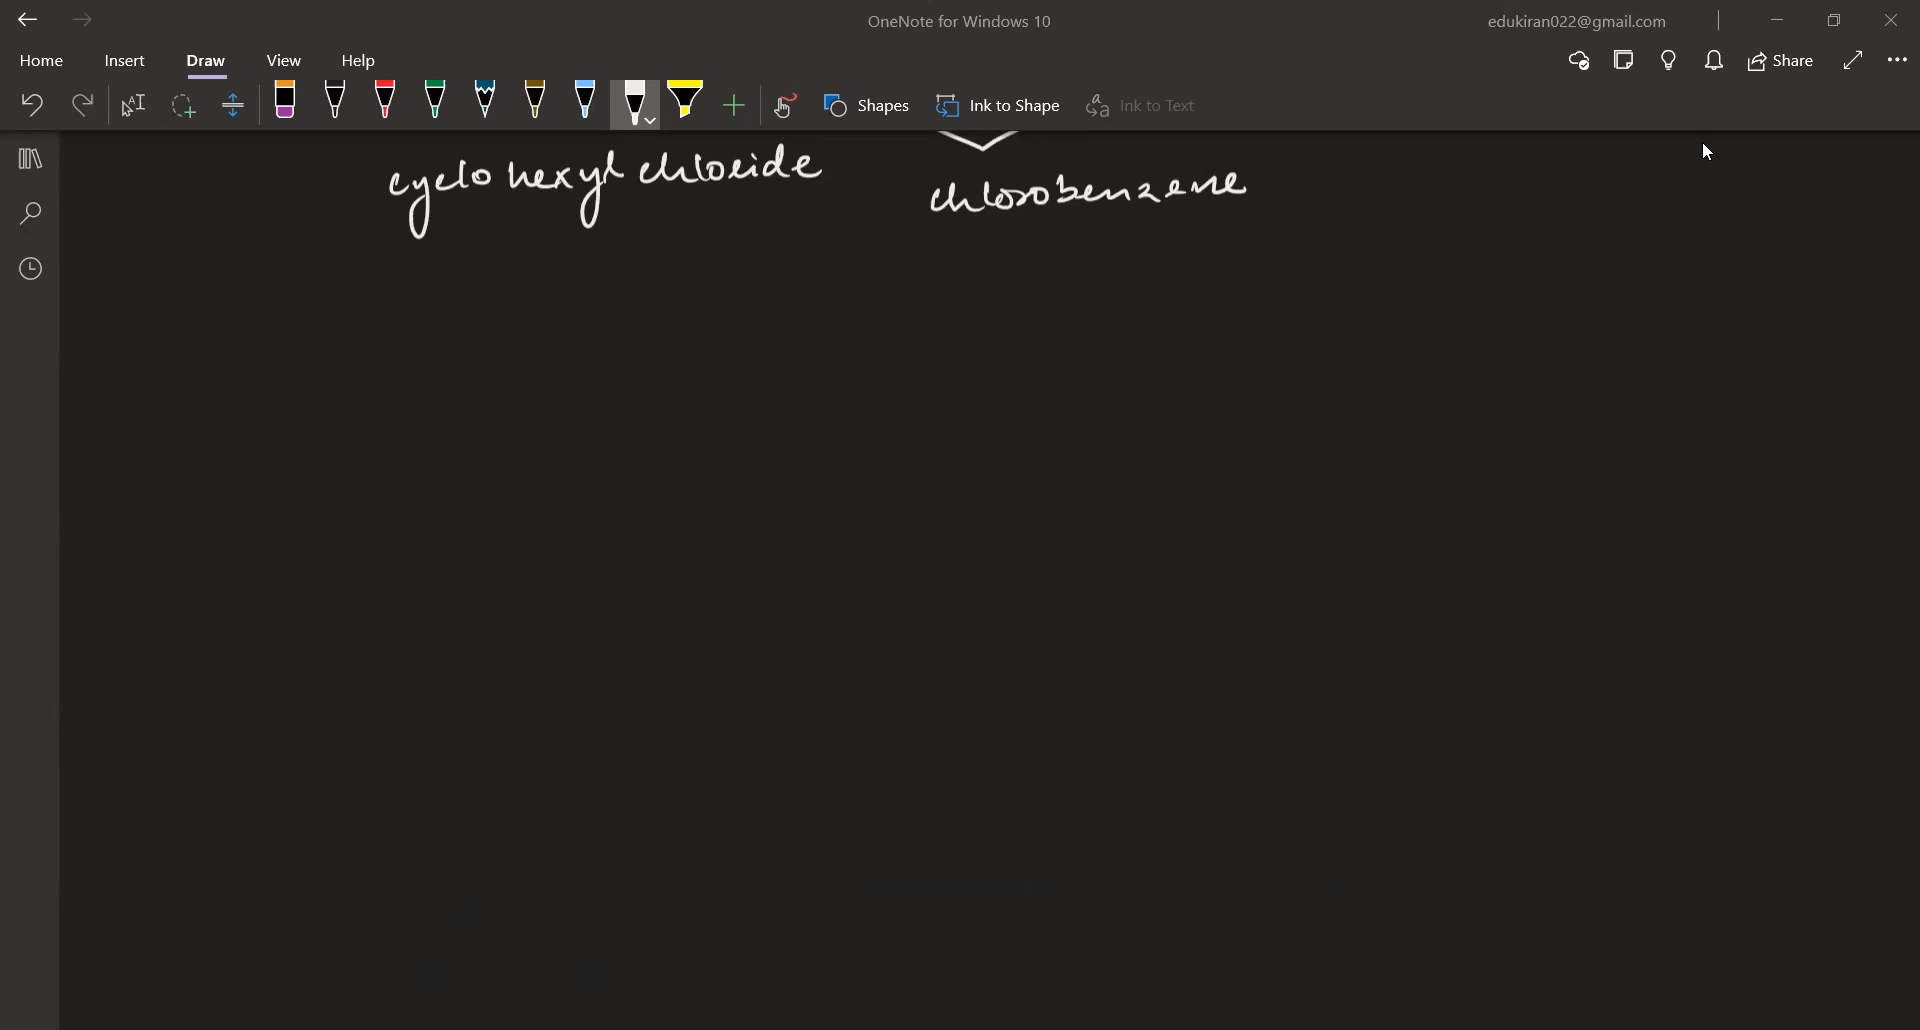 OneNote for Windows 10
edukiran022@gmail.com
Home Insert Draw View Help
Share
Shapes Ink to Shape Ink to Text
cyclo hexyl chloride
chlorobenzene